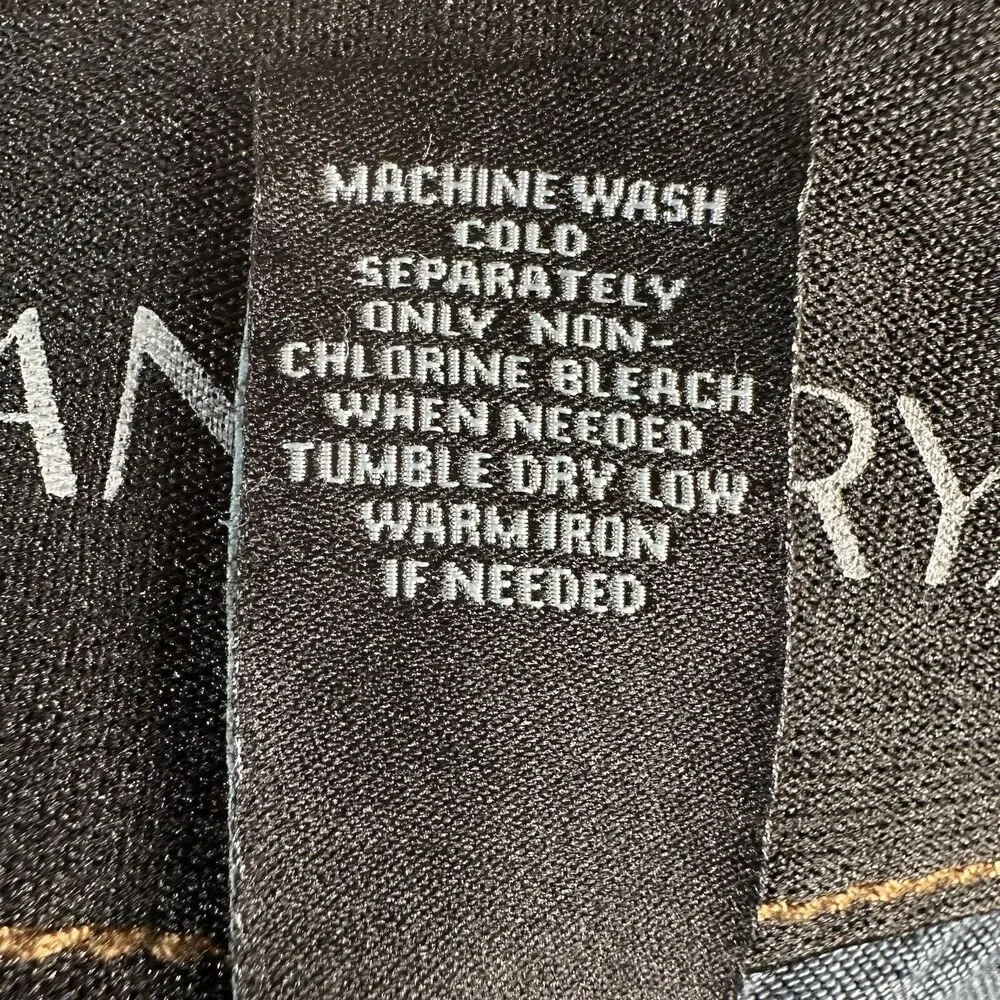 MACHINE WASH
COLD
SEPARATELY
ONLY NON-
CHLORINE BLEACH
WHEN NEEDED
TUMBLE DRY LOW
WARM IRON
IF NEEDED
AN
RY